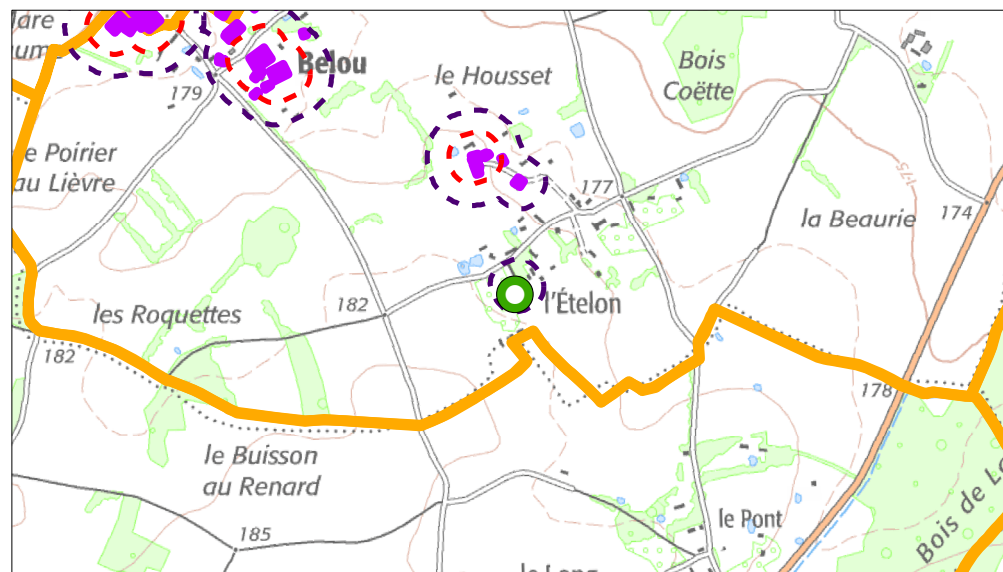 lare
Belou
le Housset
Bois
Coëtte
179
le Poirier
au Lièvre
177
la Beaurie
174
175
182
l'Ételon
les Roquettes
182
178
le Buisson
au Renard
185
le Pont
Bois de